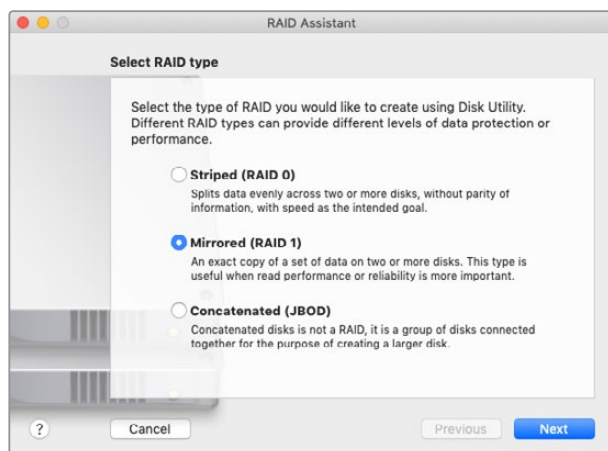 RAID Assistant
Select RAID type
Select the type of RAID you would like to create using Disk Utility.
Different RAID types can provide different levels of data protection or
performance.
Striped (RAID 0)
Splits data evenly across two or more disks, without parity of
information, with speed as the intended goal.
Mirrored (RAID 1)
An exact copy of a set of data on two or more disks. This type is
useful when read performance or reliability is more important.
Concatenated (JBOD)
Concatenated disks is not a RAID, it is a group of disks connected
together for the purpose of creating a larger disk.
?
Cancel
Previous
Next